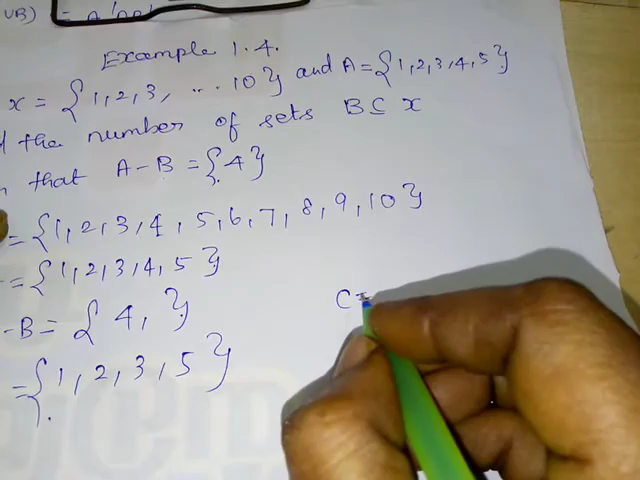 UB) = A'
Example 1.4.
x = {1, 2, 3, .... 10} and A = {1, 2, 3, 4, 5}
the number of sets B ⊆ x
that A - B = {4}
= {1, 2, 3, 4, 5, 6, 7, 8, 9, 10}
= {1, 2, 3, 4, 5}
-B = {4, }
C =
= {1, 2, 3, 5}